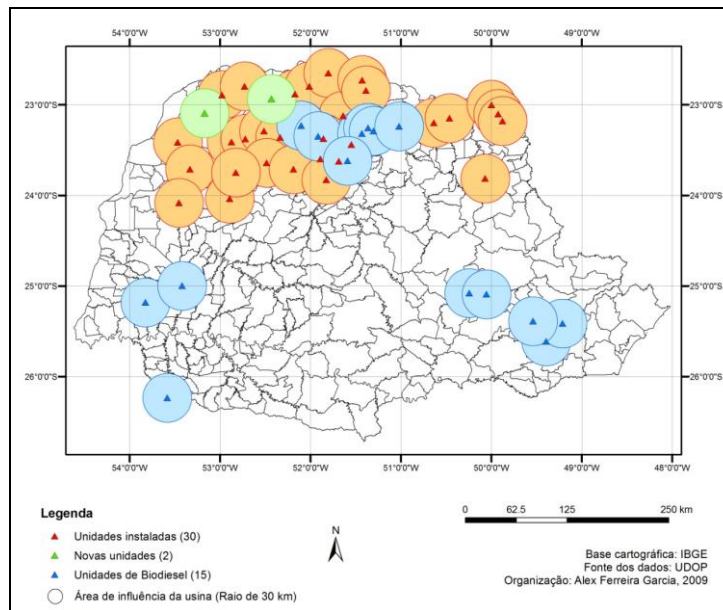 54°0'0"W 53°0'0"W 52°0'0"W 51°0'0"W 50°0'0"W 49°0'0"W
23°0'0"S 23°0'0"S
24°0'0"S 24°0'0"S
25°0'0"S 25°0'0"S
26°0'0"S 26°0'0"S
54°0'0"W 53°0'0"W 52°0'0"W 51°0'0"W 50°0'0"W 49°0'0"W 48°0'0"W
Legenda
Unidades instaladas (30)
Novas unidades (2)
Unidades de Biodiesel (15)
Área de influência da usina (Raio de 30 km)
N
0 62.5 125 250 km
Base cartográfica: IBGE
Fonte dos dados: UDOP
Organização: Alex Ferreira Garcia, 2009